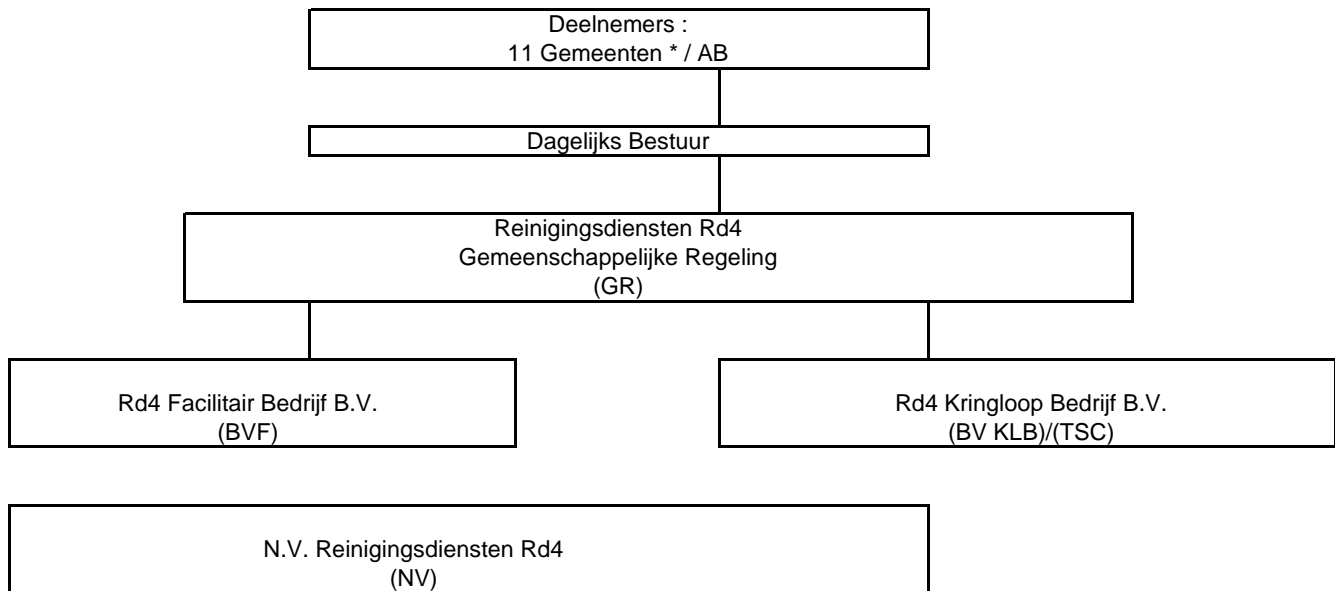 Deelnemers :
11 Gemeenten * / AB
Dagelijks Bestuur
Reinigingsdiensten Rd4
Gemeenschappelijke Regeling
(GR)
Rd4 Facilitair Bedrijf B.V.
(BVF)
Rd4 Kringloop Bedrijf B.V.
(BV KLB)/(TSC)
N.V. Reinigingsdiensten Rd4
(NV)